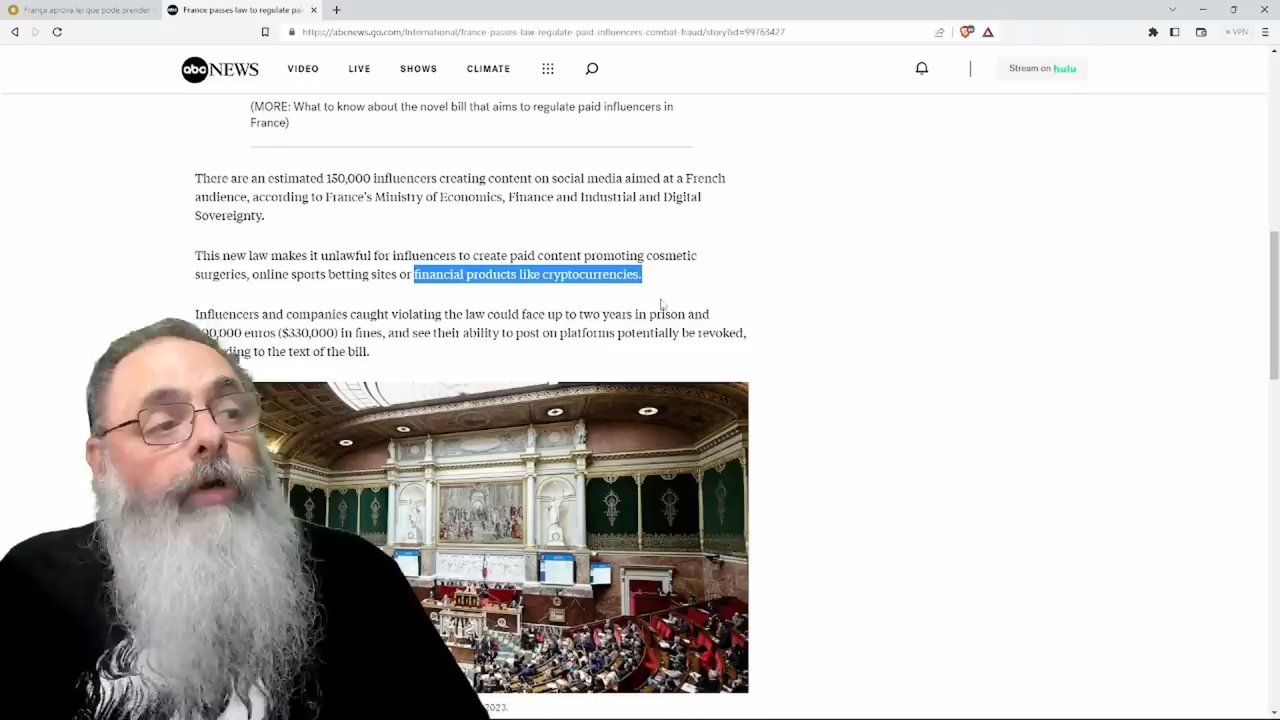 França aprova lei que pode prender
France passes law to regulate pai
https://abcnews.go.com/International/france-passes-law-regulate-paid-influencers-combat-fraud/story?id=99763427
VPN
abc NEWS VIDEO LIVE SHOWS CLIMATE Stream on hulu
(MORE: What to know about the novel bill that aims to regulate paid influencers in
France)
There are an estimated 150,000 influencers creating content on social media aimed at a French
audience, according to France's Ministry of Economics, Finance and Industrial and Digital
Sovereignty.
This new law makes it unlawful for influencers to create paid content promoting cosmetic
surgeries, online sports betting sites or financial products like cryptocurrencies.
Influencers and companies caught violating the law could face up to two years in prison and
00,000 euros ($330,000) in fines, and see their ability to post on platforms potentially be revoked,
ding to the text of the bill.
2023.